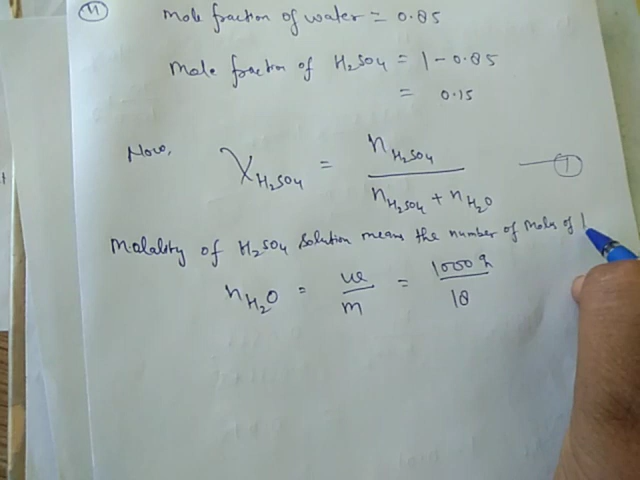 11
mole fraction of water = 0.85
Mole fraction of H₂SO₄ = 1 - 0.85
= 0.15
Now, χH₂SO₄ = nH₂SO₄ / nH₂SO₄ + nH₂O — 1
Molality of H₂SO₄ solution means the number of moles of
nH₂O = w / m = 1000 g / 18